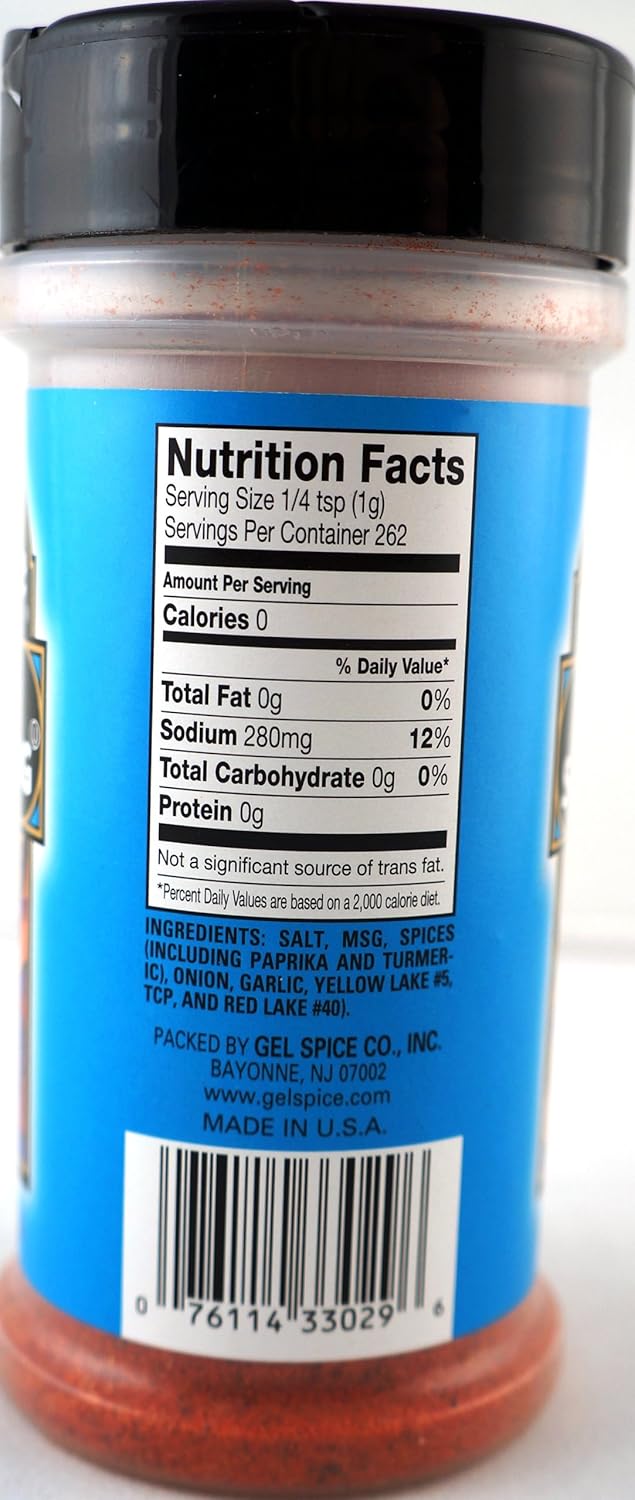 Nutrition Facts
Serving Size 1/4 tsp (1g)
Servings Per Container 262
Amount Per Serving
Calories 0
% Daily Value*
Total Fat 0g 0%
Sodium 280mg 12%
Total Carbohydrate 0g 0%
Protein 0g
Not a significant source of trans fat.
*Percent Daily Values are based on a 2,000 calorie diet.
INGREDIENTS: SALT, MSG, SPICES
(INCLUDING PAPRIKA AND TURMER-
IC), ONION, GARLIC, YELLOW LAKE #5,
TCP, AND RED LAKE #40).
PACKED BY GEL SPICE CO., INC.
BAYONNE, NJ 07002
www.gelspice.com
MADE IN U.S.A.
0 76114 33029 6